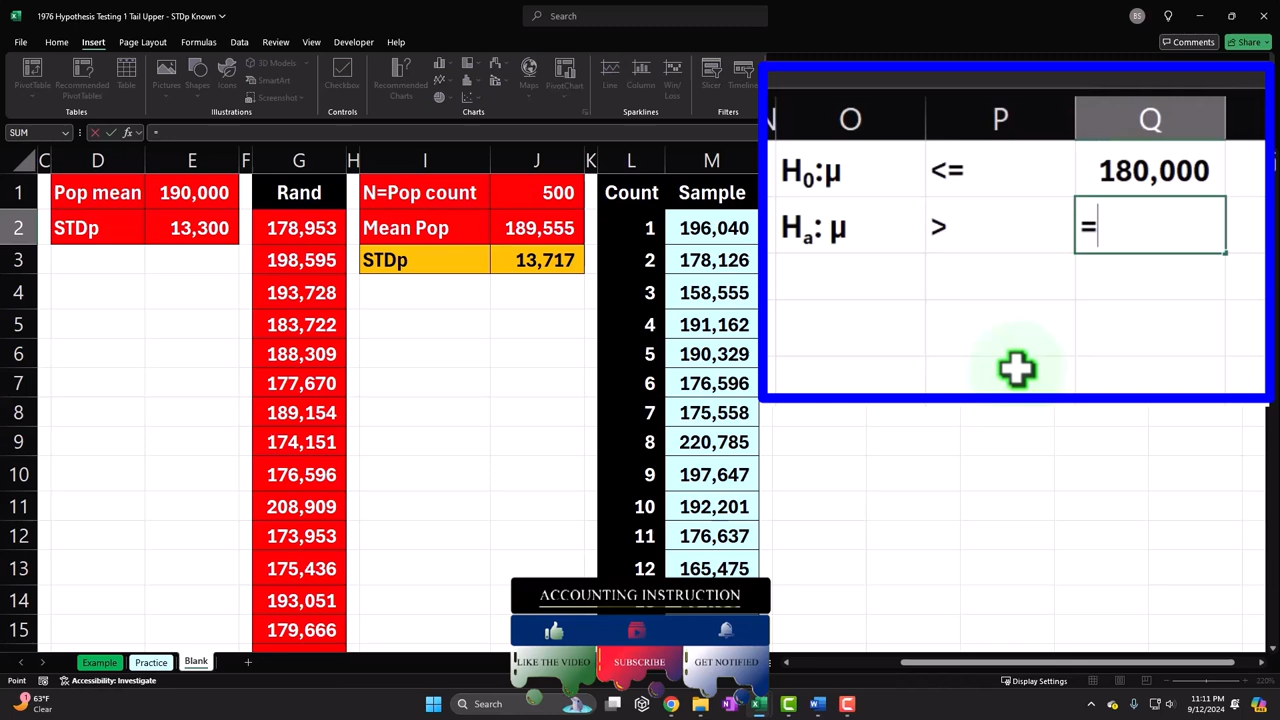 1976 Hypothesis Testing 1 Tail Upper - STDp Known
Search
BS
File Home Insert Page Layout Formulas Data Review View Developer Help
Comments Share
PivotTable Recommended PivotTables Table
Tables
Pictures Shapes Icons 3D Models SmartArt Screenshot
Illustrations
Checkbox
Controls
Recommended Charts Maps PivotChart
Charts
Line Column Win/Loss
Sparklines
Slicer Timeline
Filters
SUM fx =
C D E F G H I J K L M
1 Pop mean 190,000 Rand N=Pop count 500 Count Sample
2 STDp 13,300 178,953 Mean Pop 189,555 1 196,040
3 198,595 STDp 13,717 2 178,126
4 193,728 3 158,555
5 183,722 4 191,162
6 188,309 5 190,329
7 177,670 6 176,596
8 189,154 7 175,558
9 174,151 8 220,785
10 176,596 9 197,647
11 208,909 10 192,201
12 173,953 11 176,637
13 175,436 12 165,475
14 193,051
15 179,666
N O P Q
H₀:μ <= 180,000
Hₐ: μ > =
ACCOUNTING INSTRUCTION
LIKE THE VIDEO SUBSCRIBE GET NOTIFIED
Example Practice Blank
Point Accessibility: Investigate Display Settings 220%
63°F
Clear
Search
11:11 PM
9/12/2024